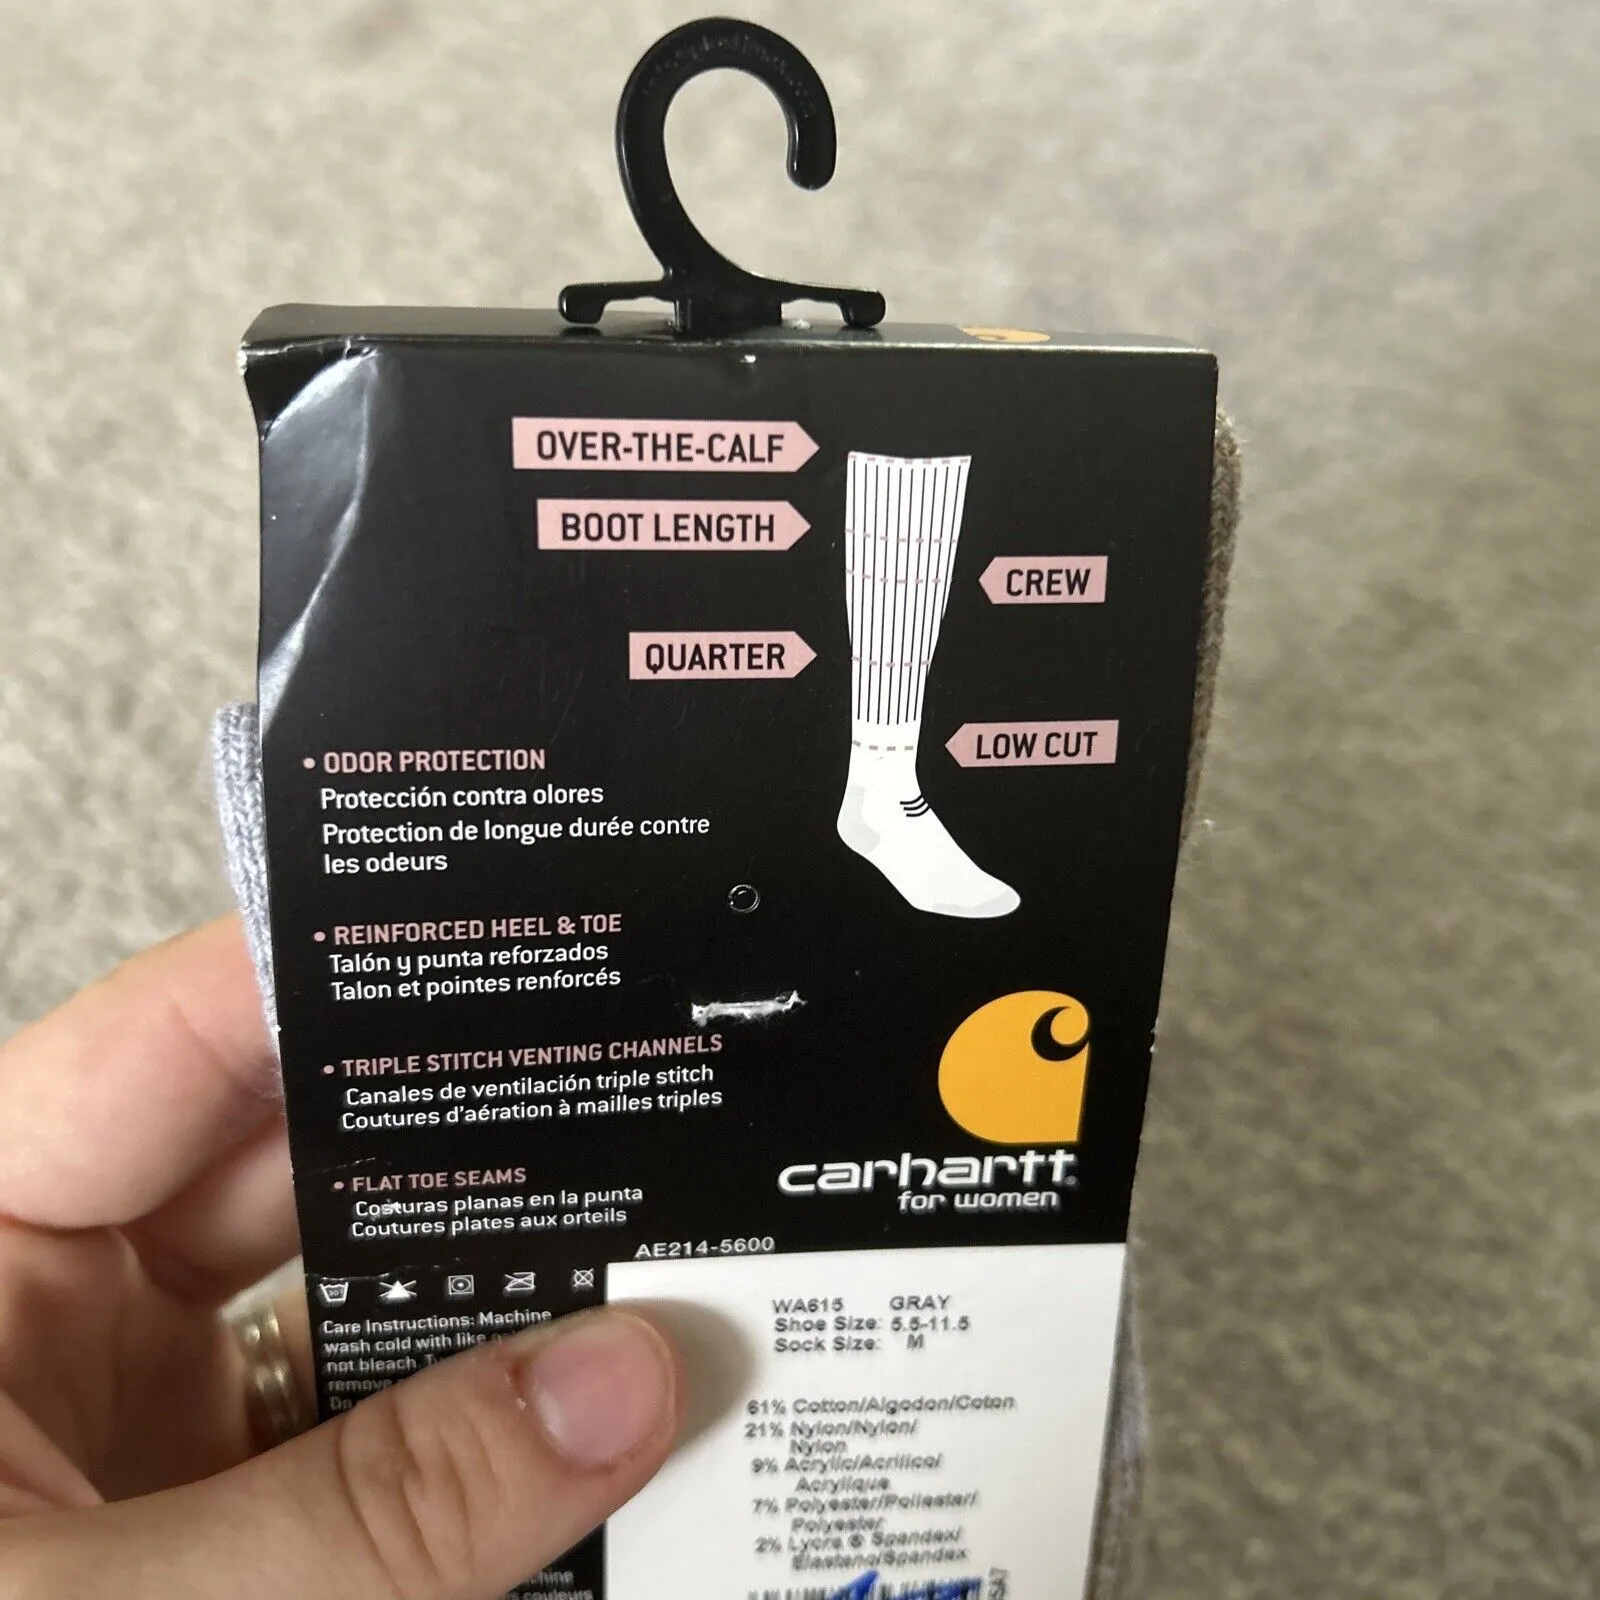 OVER-THE-CALF
BOOT LENGTH
CREW
QUARTER
LOW CUT
• ODOR PROTECTION
Protección contra olores
Protection de longue durée contre
les odeurs
• REINFORCED HEEL & TOE
Talón y punta reforzados
Talon et pointes renforcés
• TRIPLE STITCH VENTING CHANNELS
Canales de ventilación triple stitch
Coutures d'aération à mailles triples
• FLAT TOE SEAMS
Costuras planas en la punta
Coutures plates aux orteils
carhartt®
for women
AE214-5600
Care Instructions: Machine
wash cold with like
not bleach.
remove
Do
WA615 GRAY
Shoe Size: 5.5-11.5
Sock Size: M
61% Cotton/Algodon/Coton
21% Nylon/Nylon/
Nylon
9% Acrylic/Acrilico/
Acrylique
7% Polyester/Poliester/
Polyester
2% Lycra ® Spandex/
Elastano/Spandex
chine
couleurs